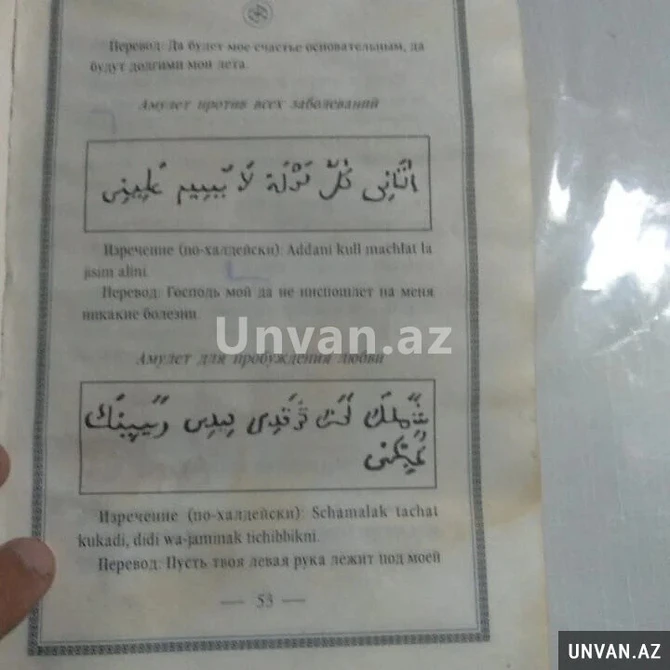 Перевод: Да будет мое счастье основательным, да
будут долгими мои лета.
Амулет против всех заболеваний
Изречение (по-халдейски): Addani kull machlat la
jisim alini.
Перевод: Господь мой да не ниспошлет на меня
никакие болезни.
Unvan.az
Амулет для пробуждения любви
Изречение (по-халдейски): Schamalak tachat
kukadi, didi wa-jaminak tichibbikni.
Перевод: Пусть твоя левая рука лежит под моей
— 53 —
UNVAN.AZ